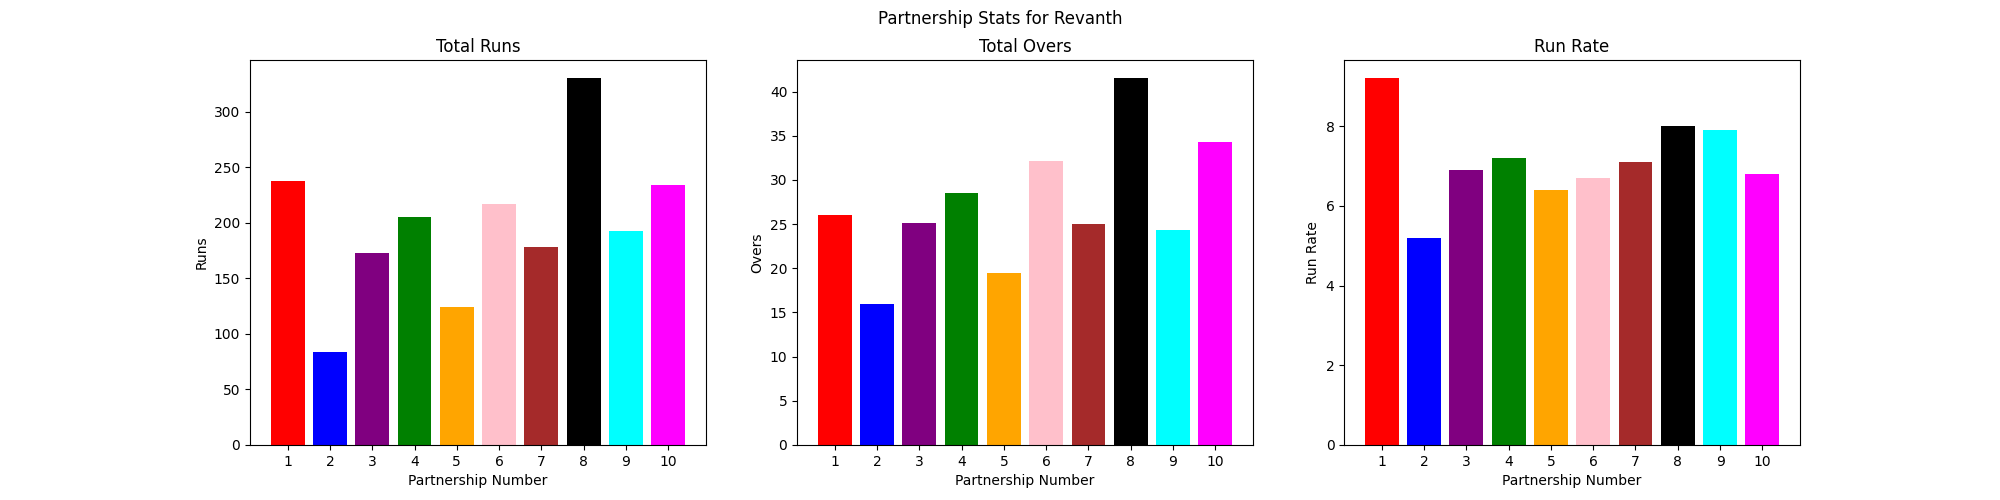 Partnership Stats for Revanth
Total Runs
Runs
300
250
200
150
100
50
0
1 2 3 4 5 6 7 8 9 10
Partnership Number
Total Overs
Overs
40
35
30
25
20
15
10
5
0
1 2 3 4 5 6 7 8 9 10
Partnership Number
Run Rate
Run Rate
8
6
4
2
0
1 2 3 4 5 6 7 8 9 10
Partnership Number